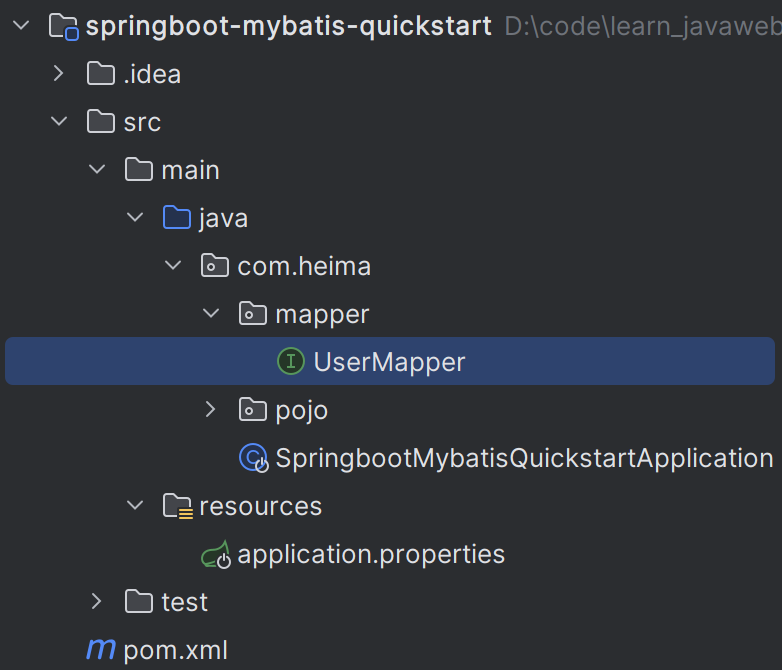 springboot-mybatis-quickstart D:\code\learn_javaweb
.idea
src
main
java
com.heima
mapper
UserMapper
pojo
SpringbootMybatisQuickstartApplication
resources
application.properties
test
pom.xml